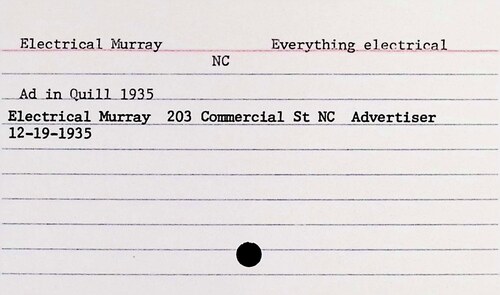 Electrical Murray Everything electrical
NC
Ad in Quill 1935
Electrical Murray 203 Commercial St NC Advertiser
12-19-1935